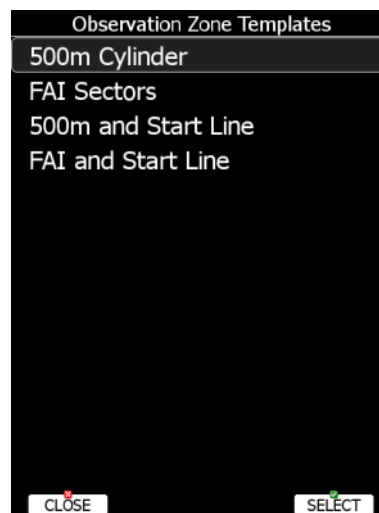 Observation Zone Templates
500m Cylinder
FAI Sectors
500m and Start Line
FAI and Start Line
CLOSE SELECT